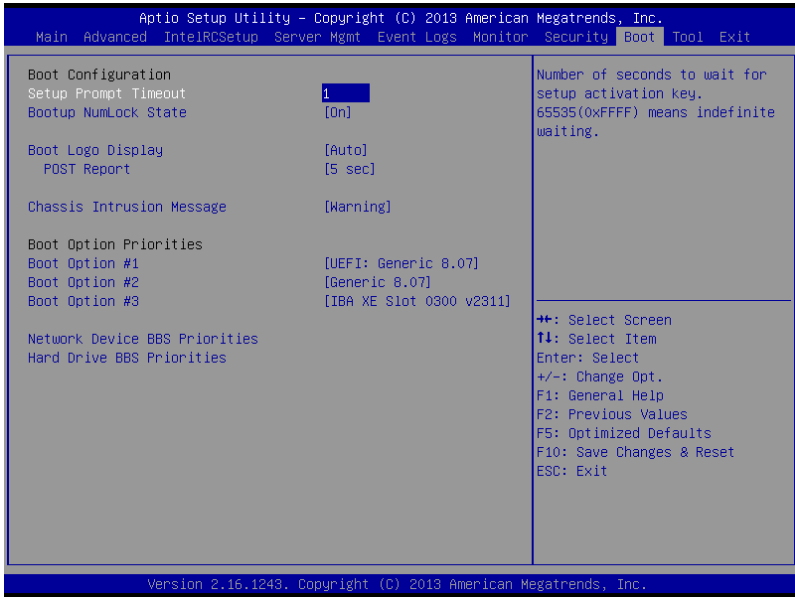 Aptio Setup Utility – Copyright (C) 2013 American Megatrends, Inc.
Main Advanced IntelRCSetup Server Mgmt Event Logs Monitor Security Boot Tool Exit
Boot Configuration
Setup Prompt Timeout 1
Bootup NumLock State [On]
Boot Logo Display [Auto]
POST Report [5 sec]
Chassis Intrusion Message [Warning]
Boot Option Priorities
Boot Option #1 [UEFI: Generic 8.07]
Boot Option #2 [Generic 8.07]
Boot Option #3 [IBA XE Slot 0300 v2311]
Network Device BBS Priorities
Hard Drive BBS Priorities
Number of seconds to wait for
setup activation key.
65535(0xFFFF) means indefinite
waiting.
→←: Select Screen
↑↓: Select Item
Enter: Select
+/-: Change Opt.
F1: General Help
F2: Previous Values
F5: Optimized Defaults
F10: Save Changes & Reset
ESC: Exit
Version 2.16.1243. Copyright (C) 2013 American Megatrends, Inc.